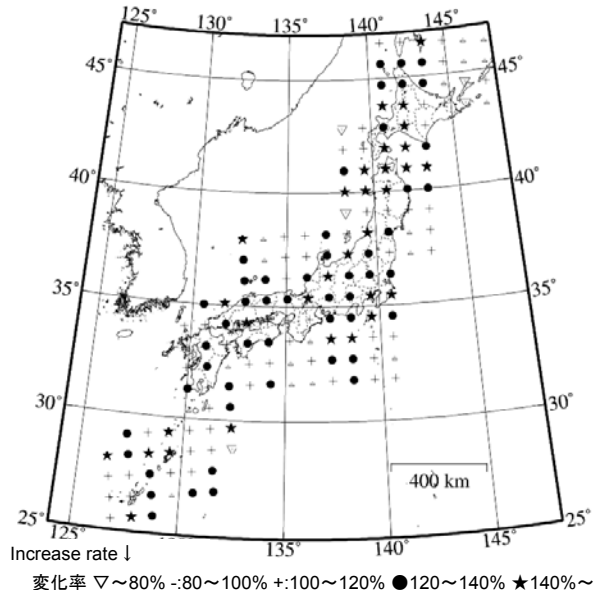 130° 135° 140° 145°
45° 45°
40° 40°
35° 35°
30° 30°
400 km
25° 25°
125° 130° 135° 140° 145°
Increase rate ↓
変化率 ▽～80% -:80～100% +:100～120% ●120～140% ★140%～